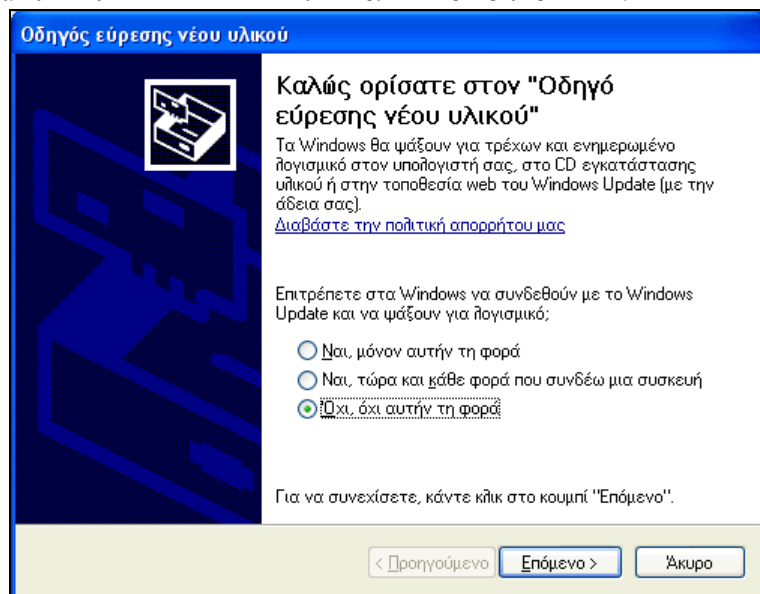 Οδηγός εύρεσης νέου υλικού
Καλώς ορίσατε στον "Οδηγό
εύρεσης νέου υλικού"
Τα Windows θα ψάξουν για τρέχων και ενημερωμένο
λογισμικό στον υπολογιστή σας, στο CD εγκατάστασης
υλικού ή στην τοποθεσία web του Windows Update (με την
άδεια σας).
Διαβάστε την πολιτική απορρήτου μας
Επιτρέπετε στα Windows να συνδεθούν με το Windows
Update και να ψάξουν για λογισμικό;
Ναι, μόνον αυτήν τη φορά
Ναι, τώρα και κάθε φορά που συνδέω μια συσκευή
Όχι, όχι αυτήν τη φορά
Για να συνεχίσετε, κάντε κλικ στο κουμπί "Επόμενο".
< Προηγούμενο Επόμενο > Άκυρο